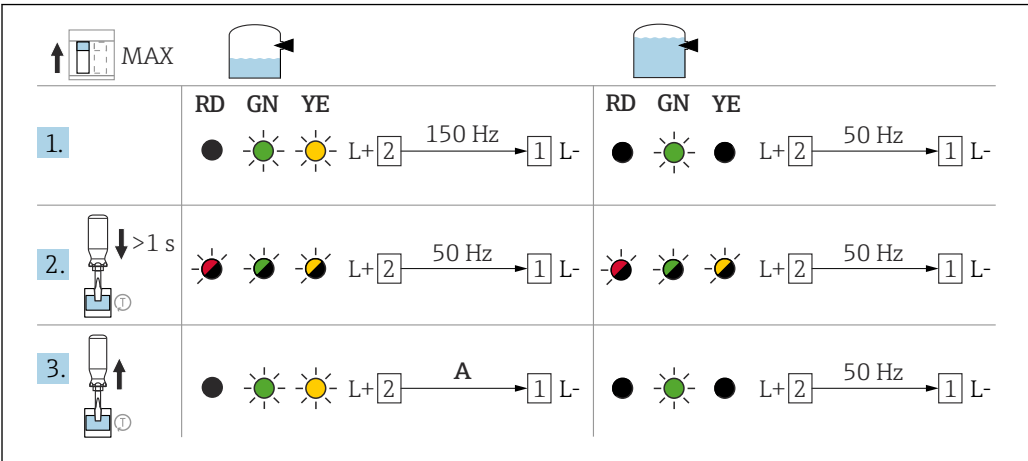 MAX
RD GN YE RD GN YE
1. L+ 2 150 Hz 1 L- L+ 2 50 Hz 1 L-
2. >1 s L+ 2 50 Hz 1 L- L+ 2 50 Hz 1 L-
T
3. L+ 2 A 1 L- L+ 2 50 Hz 1 L-
T